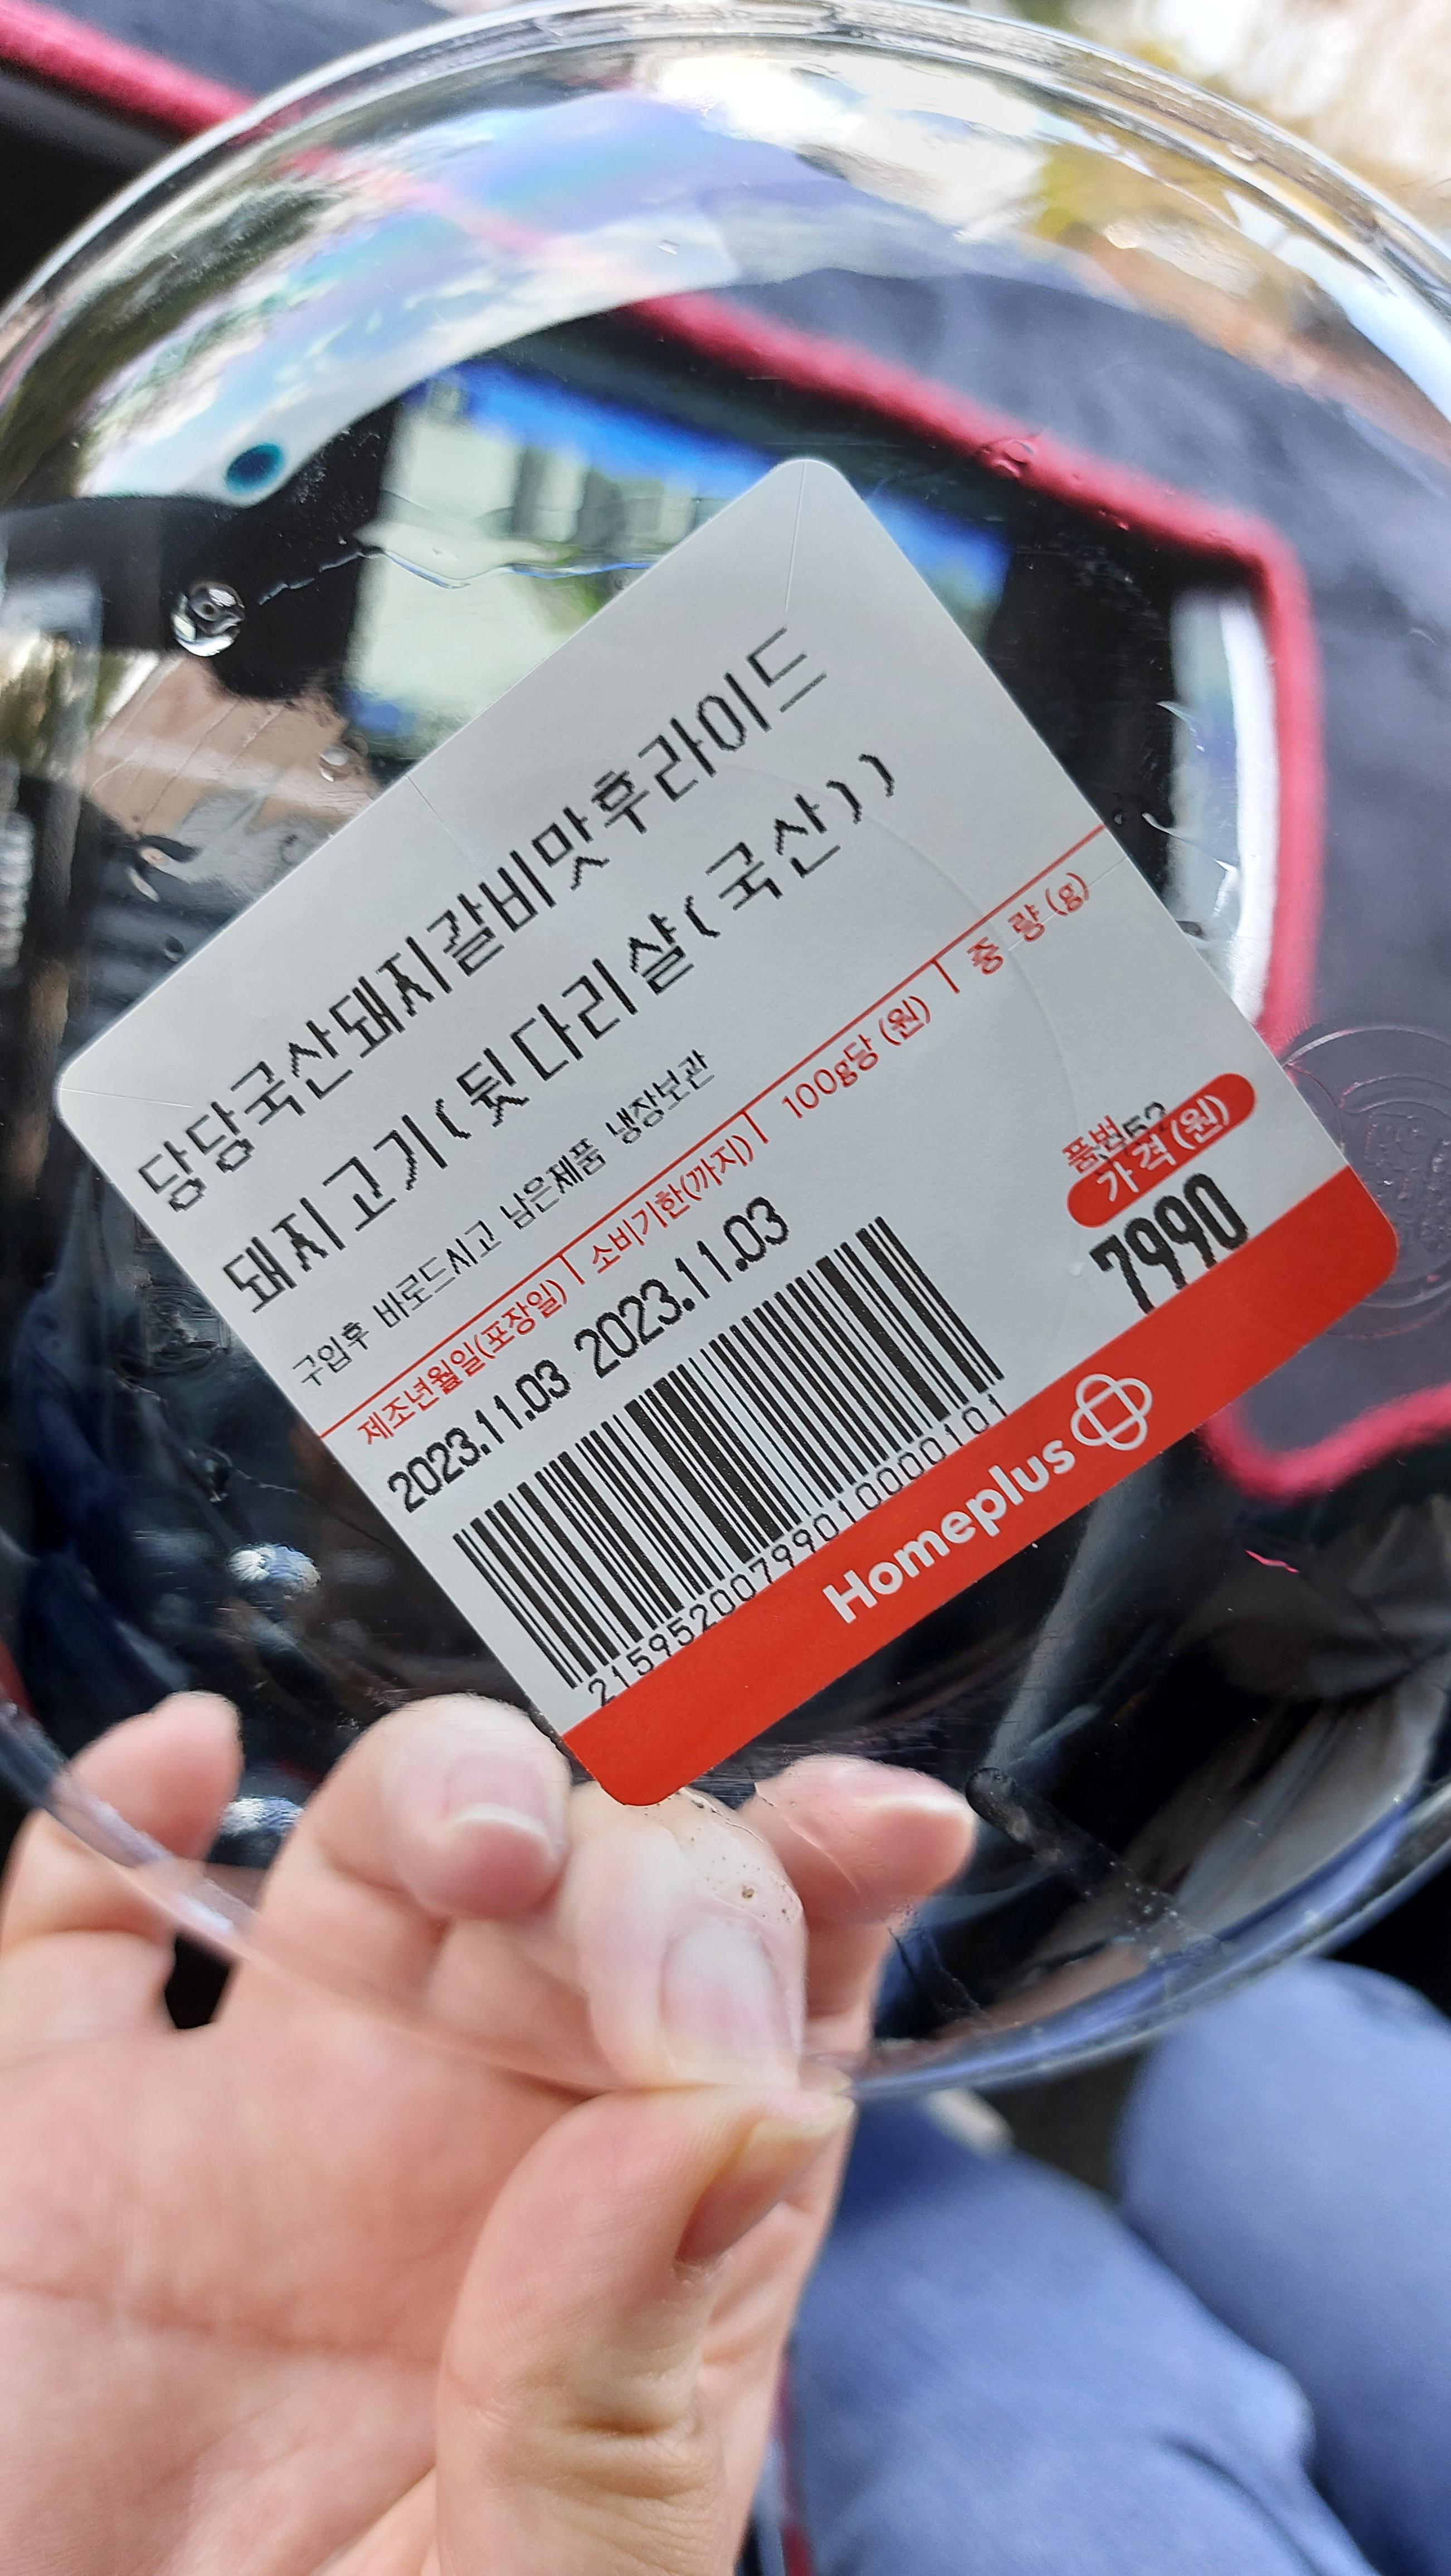 당당국산돼지갈비맛후라이드
돼지고기(뒷다리살(국산))
구입후 바로드시고 남은제품 냉장보관
제조년월일(포장일) | 소비기한(까지) | 100g당 (원) | 중 량 (g)
2023.11.03 2023.11.03
품번
가격(원)
7990
21595200799010000101
Homeplus